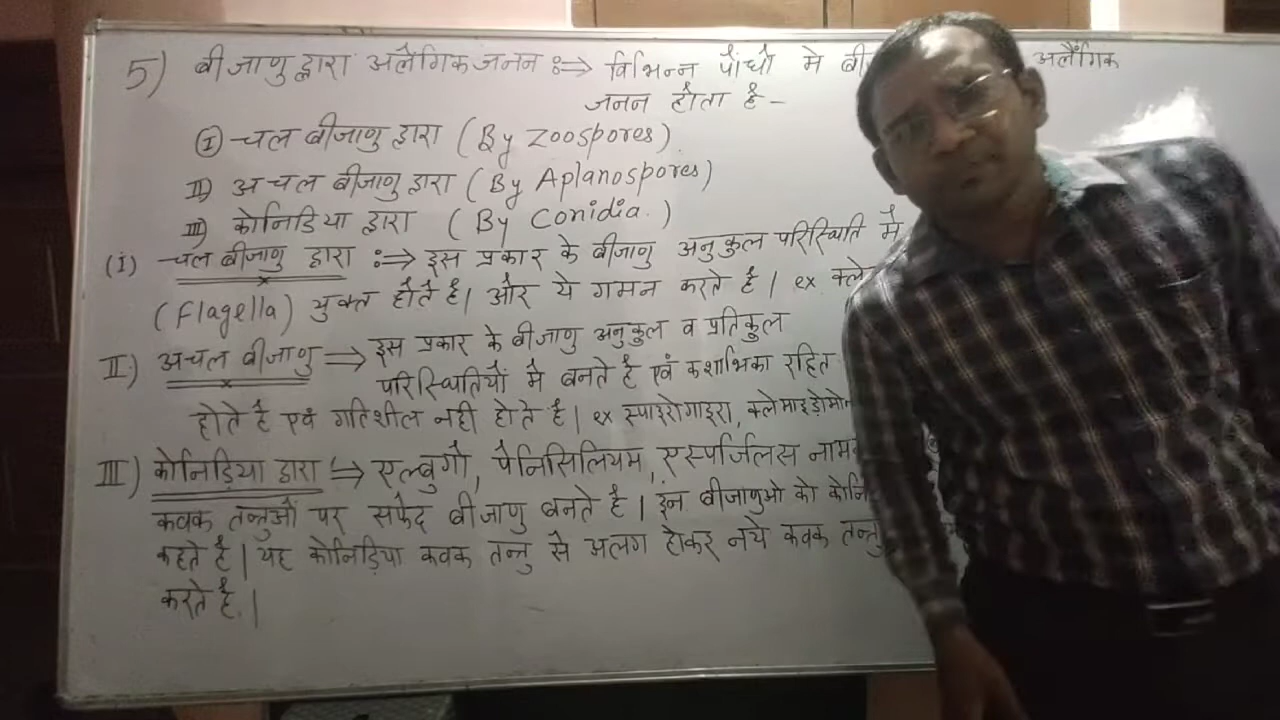 5) बीजाणु द्वारा अलैंगिक जनन :⇒ विभिन्न पौधों मे अलैंगिक
जनन होता है -
(I) चल बीजाणु द्वारा (By Zoospores)
II) अचल बीजाणु द्वारा (By Aplanospores)
III) कोनिडिया द्वारा (By Conidia.)
(i) चल बीजाणु द्वारा :⇒ इस प्रकार के बीजाणु अनुकुल परिस्थिति में
(Flagella) युक्त होते है। और ये गमन करते है। ex.
II) अचल बीजाणु ⇒ इस प्रकार के बीजाणु अनुकुल व प्रतिकुल
परिस्थितियों मै बनते है एवं कशाभिका रहित
होते है एवं गतिशील नही होते है। ex स्पाइरोगाइरा,
III) कोनिड़िया द्वारा ⇒ एल्बुगो, पैनिसिलियम, एस्पर्जिलस
कवक तन्तुओं पर सफेद बीजाणु बनते है। इन बीजाणुओ को
कहते है। यह कोनिड़िया कवक तन्तु से अलग होकर नये कवक
करते है.।